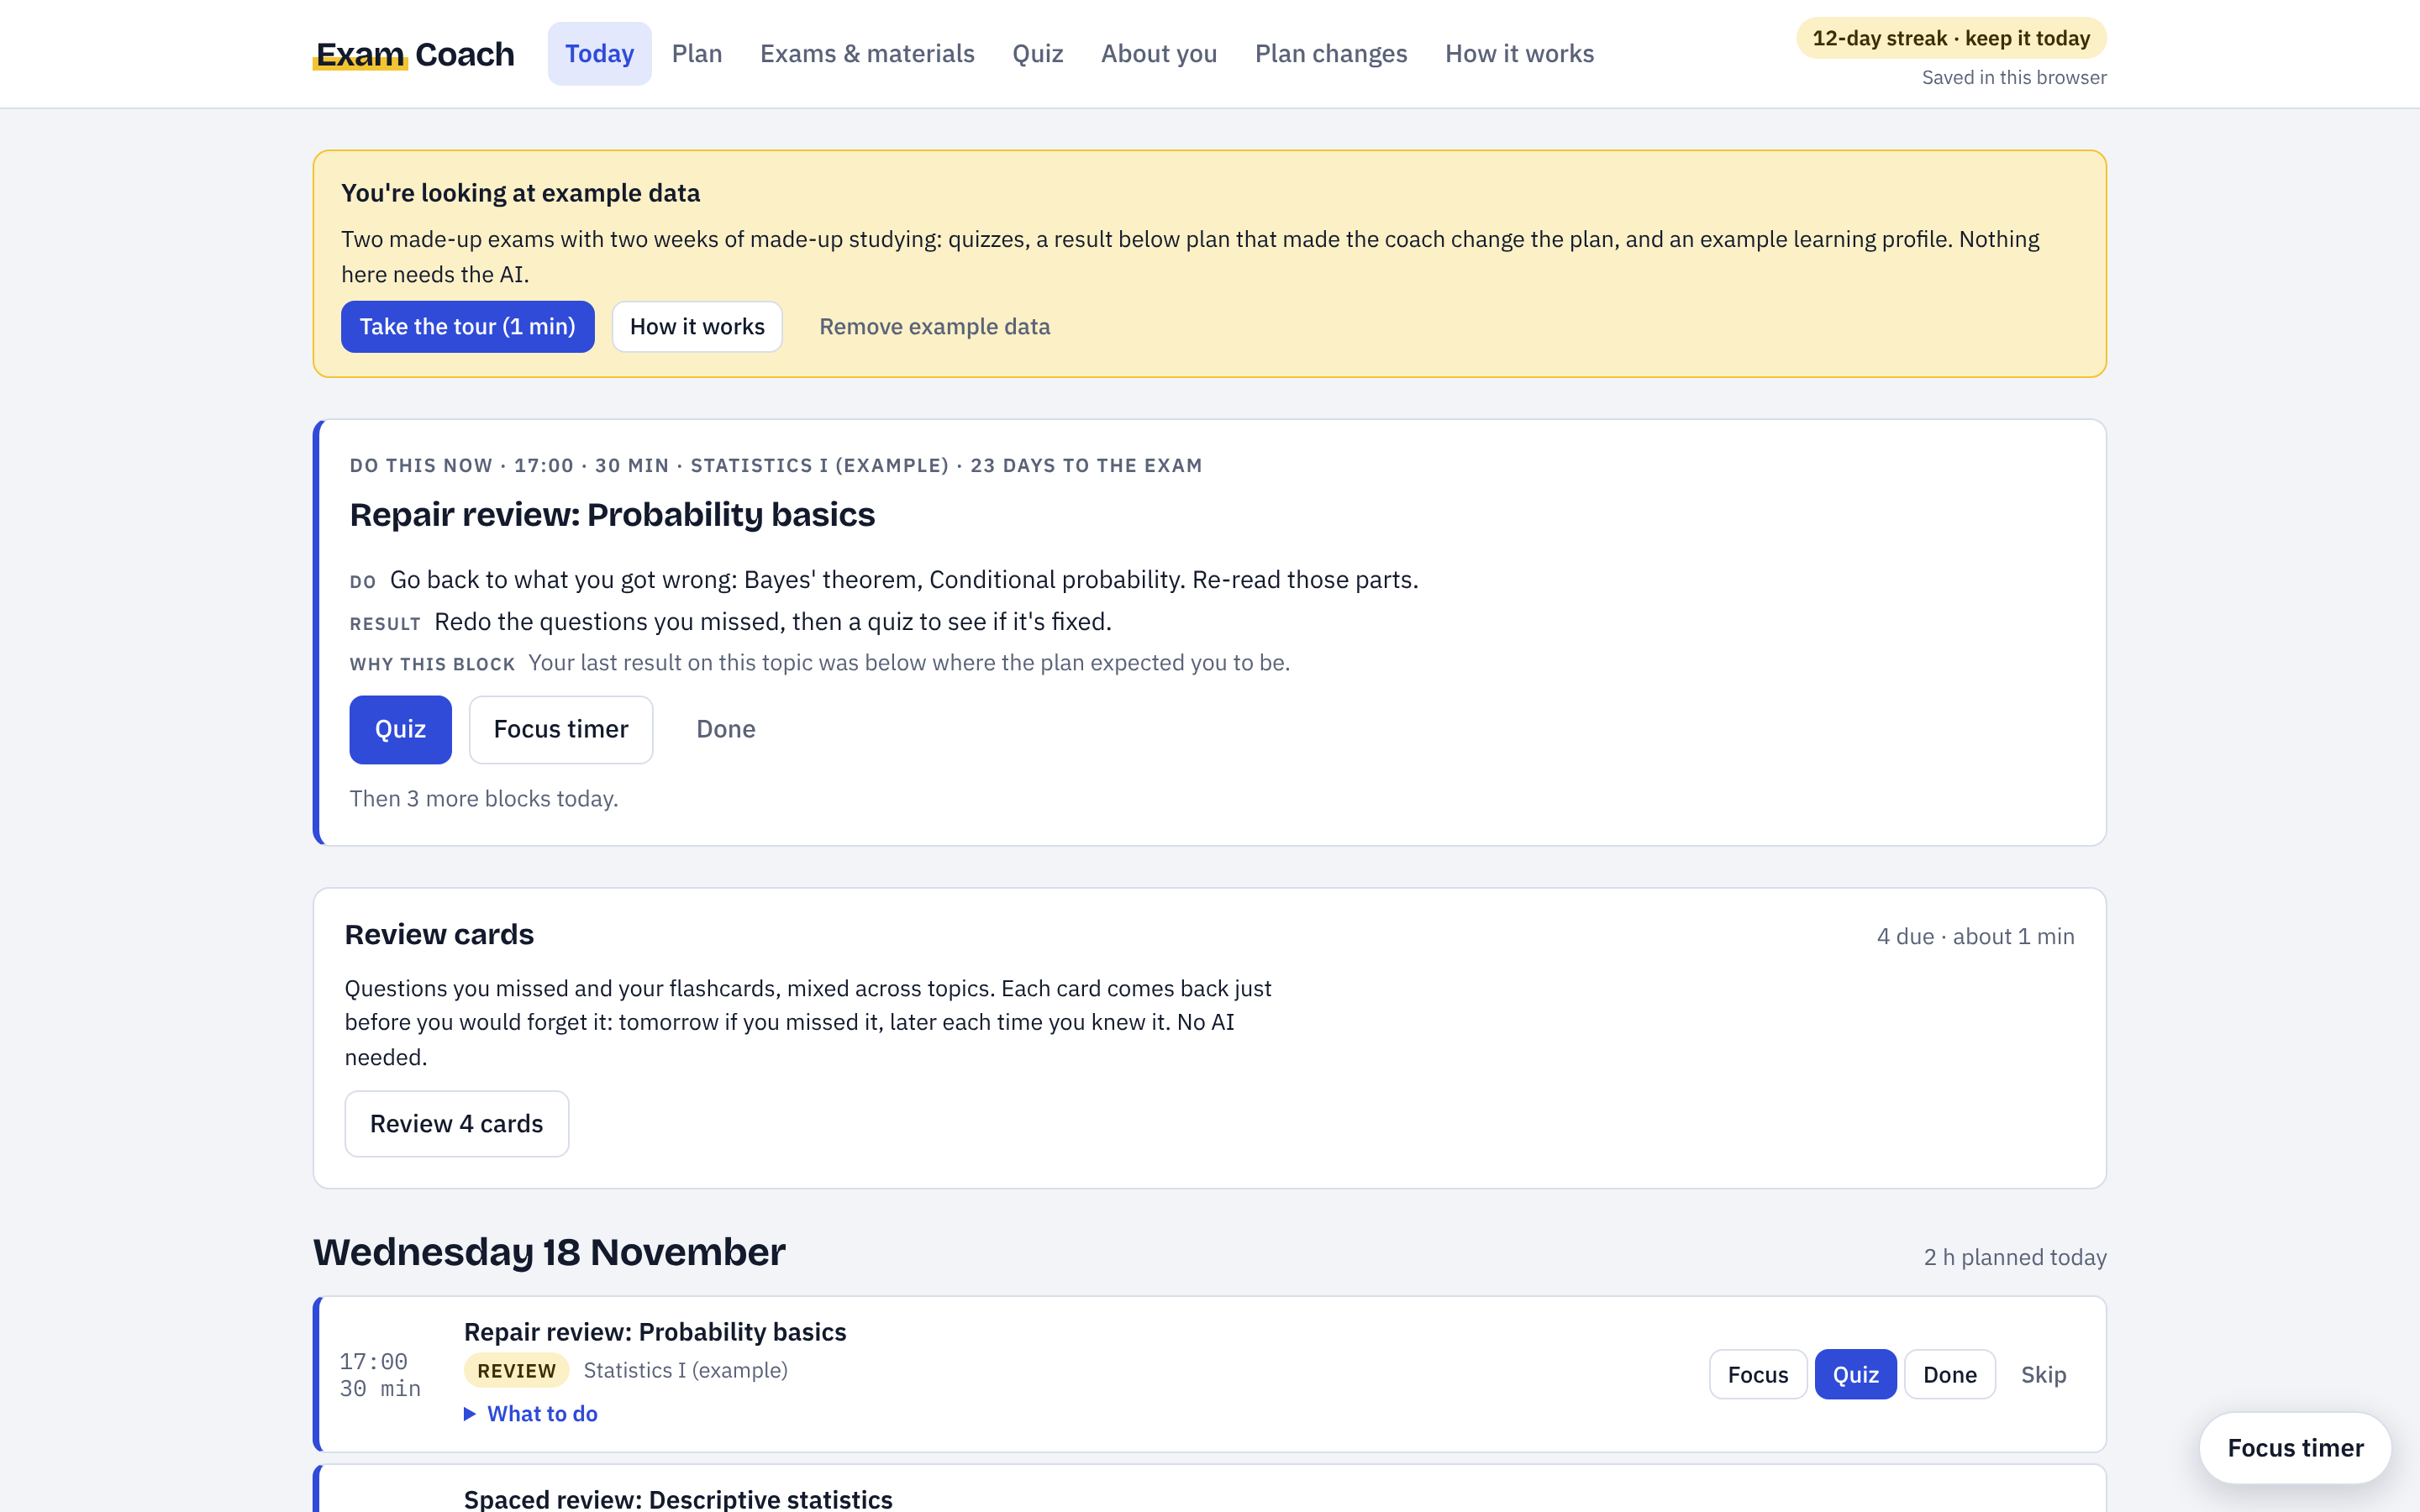 Exam Coach
Today
Plan
Exams & materials
Quiz
About you
Plan changes
How it works
12-day streak · keep it today
Saved in this browser
You're looking at example data
Two made-up exams with two weeks of made-up studying: quizzes, a result below plan that made the coach change the plan, and an example learning profile. Nothing
here needs the AI.
Take the tour (1 min)
How it works
Remove example data
DO THIS NOW · 17:00 · 30 MIN · STATISTICS I (EXAMPLE) · 23 DAYS TO THE EXAM
Repair review: Probability basics
DO Go back to what you got wrong: Bayes' theorem, Conditional probability. Re-read those parts.
RESULT Redo the questions you missed, then a quiz to see if it's fixed.
WHY THIS BLOCK Your last result on this topic was below where the plan expected you to be.
Quiz
Focus timer
Done
Then 3 more blocks today.
Review cards
4 due · about 1 min
Questions you missed and your flashcards, mixed across topics. Each card comes back just
before you would forget it: tomorrow if you missed it, later each time you knew it. No AI
needed.
Review 4 cards
Wednesday 18 November
2 h planned today
17:00
30 min
Repair review: Probability basics
REVIEW Statistics I (example)
What to do
Focus
Quiz
Done
Skip
Spaced review: Descriptive statistics
Focus timer